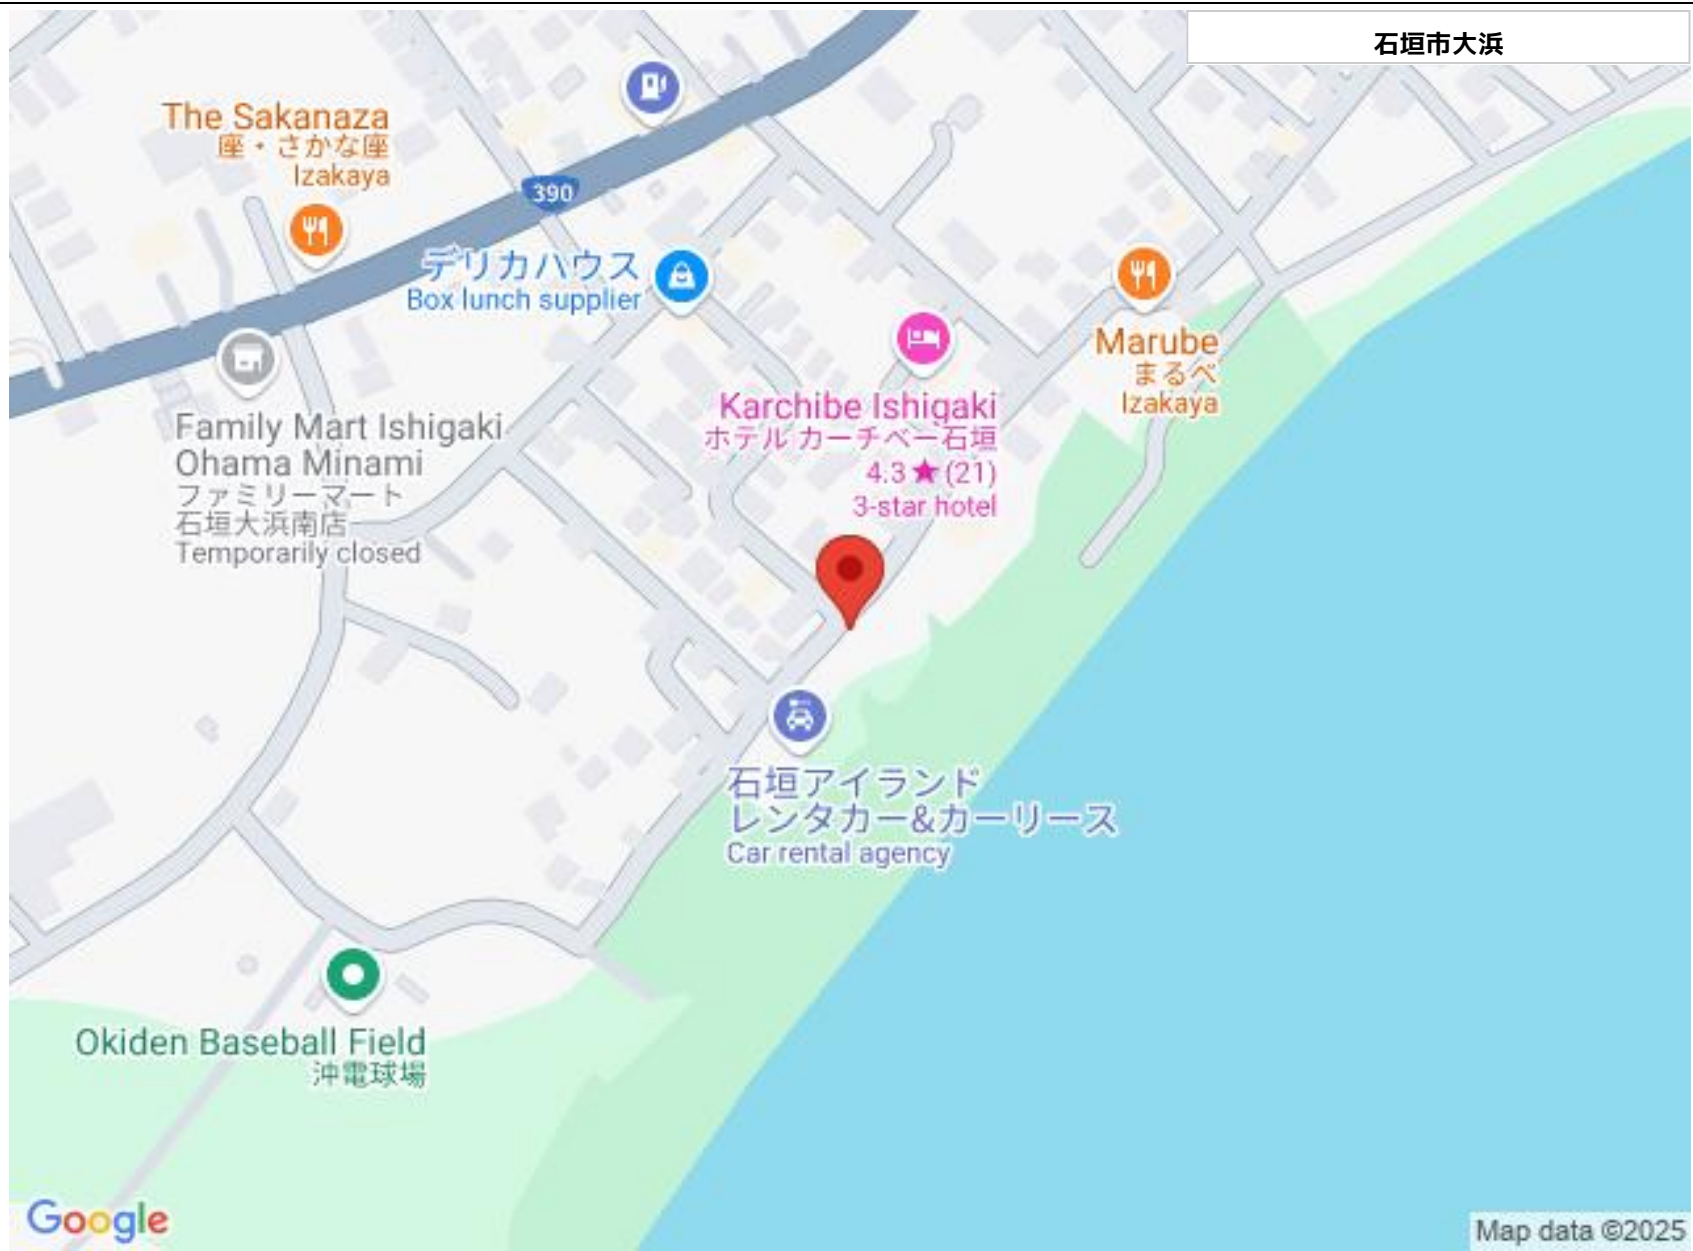 石垣市大浜
The Sakanaza
座・さかな座
Izakaya
390
デリカハウス
Box lunch supplier
Marube
まるべ
Izakaya
Family Mart Ishigaki
Ohama Minami
ファミリーマート
石垣大浜南店
Temporarily closed
Karchibe Ishigaki
ホテル カーチベー石垣
4.3★(21)
3-star hotel
石垣アイランド
レンタカー&カーリース
Car rental agency
Okiden Baseball Field
沖電球場
Google
Map data ©2025